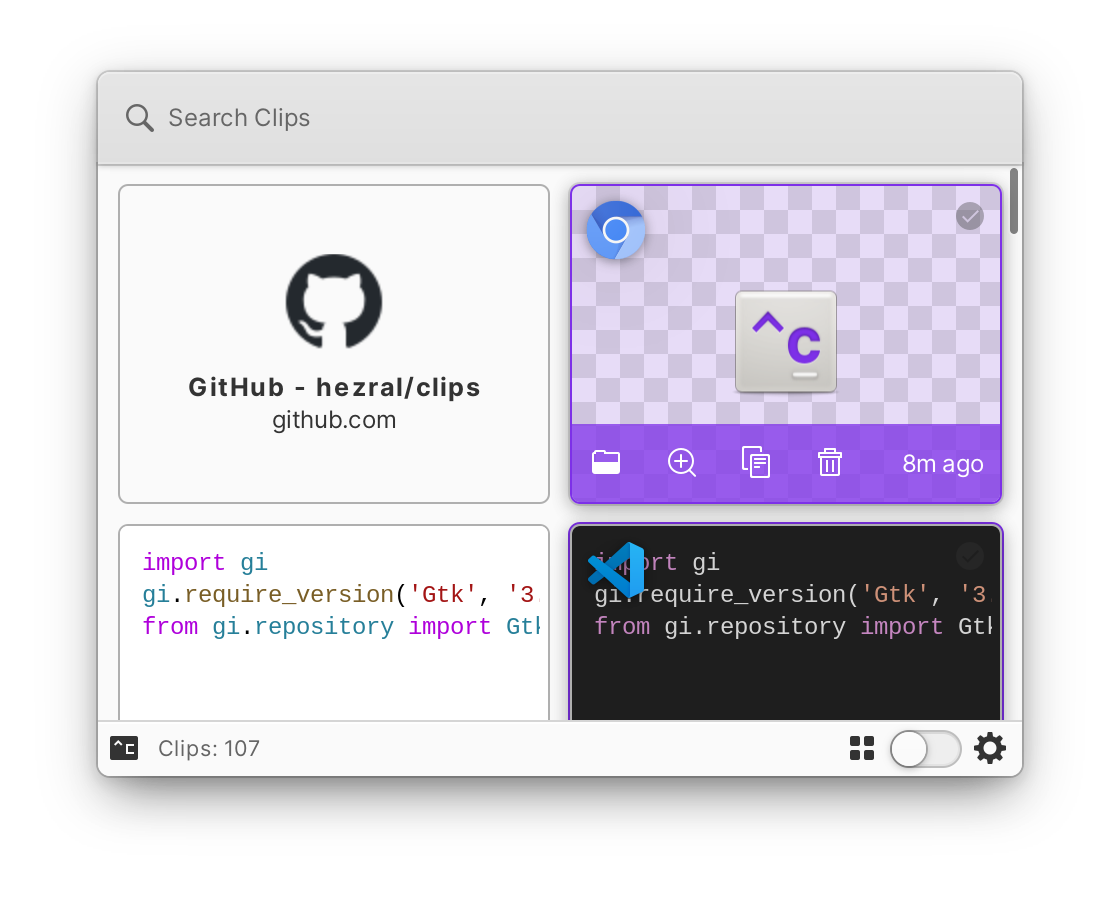 Search Clips
GitHub - hezral/clips
github.com
^c
8m ago
import gi
gi.require_version('Gtk', '3.
from gi.repository import Gtk
import gi
gi.require_version('Gtk', '3.
from gi.repository import Gtk
^C
Clips: 107